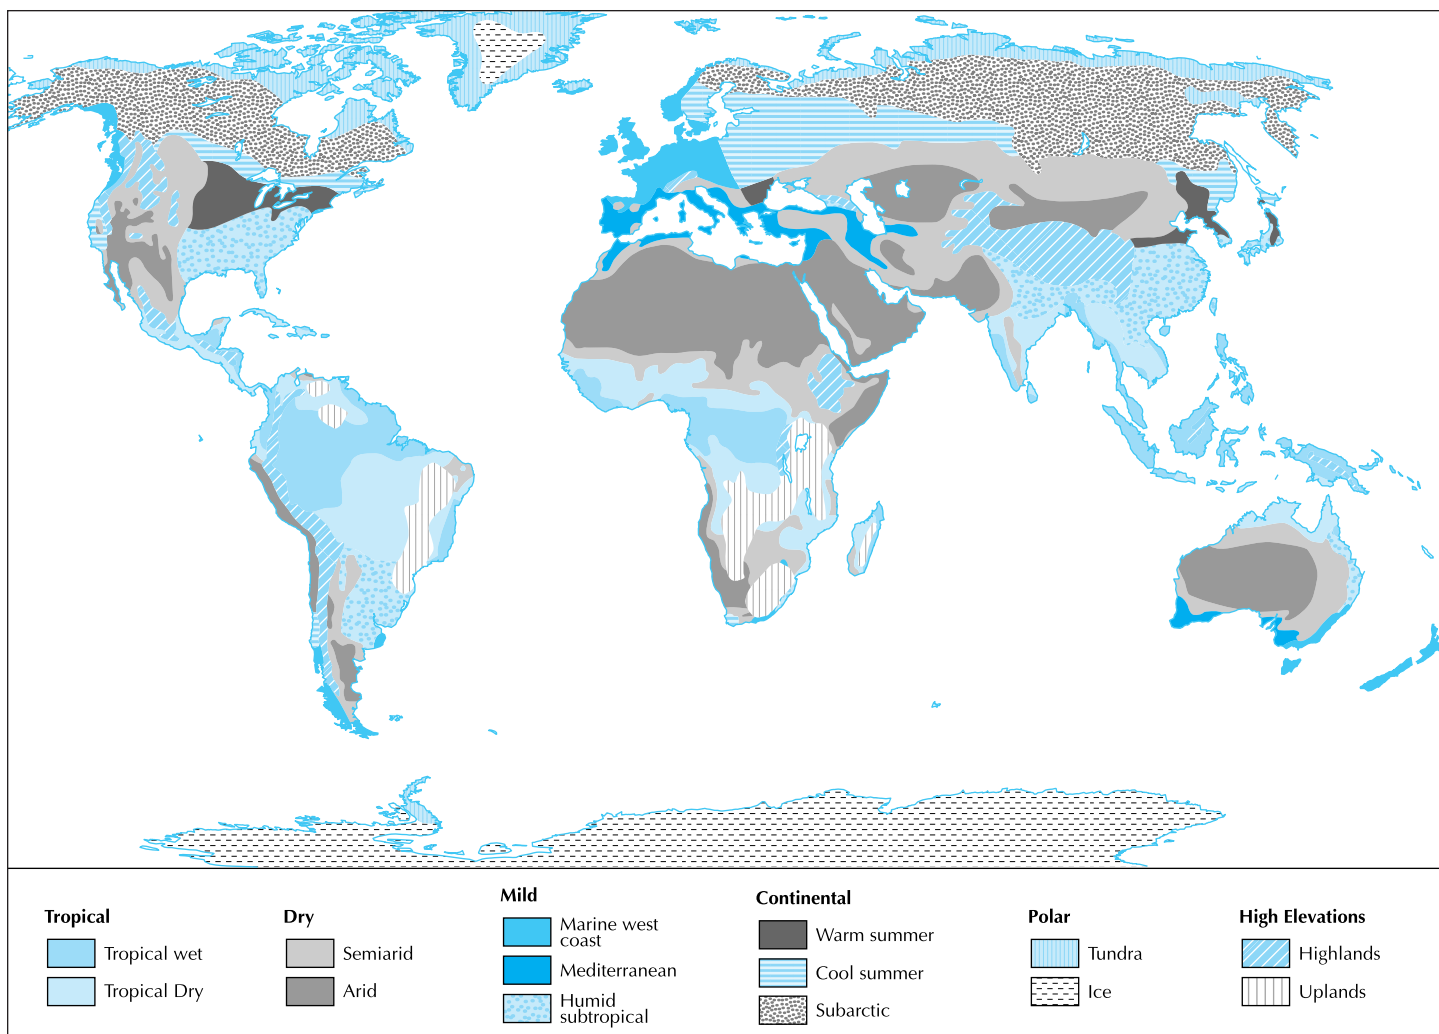 Tropical
Tropical wet
Tropical Dry
Dry
Semiarid
Arid
Mild
Marine west
coast
Mediterranean
Humid
subtropical
Continental
Warm summer
Cool summer
Subarctic
Polar
Tundra
Ice
High Elevations
Highlands
Uplands